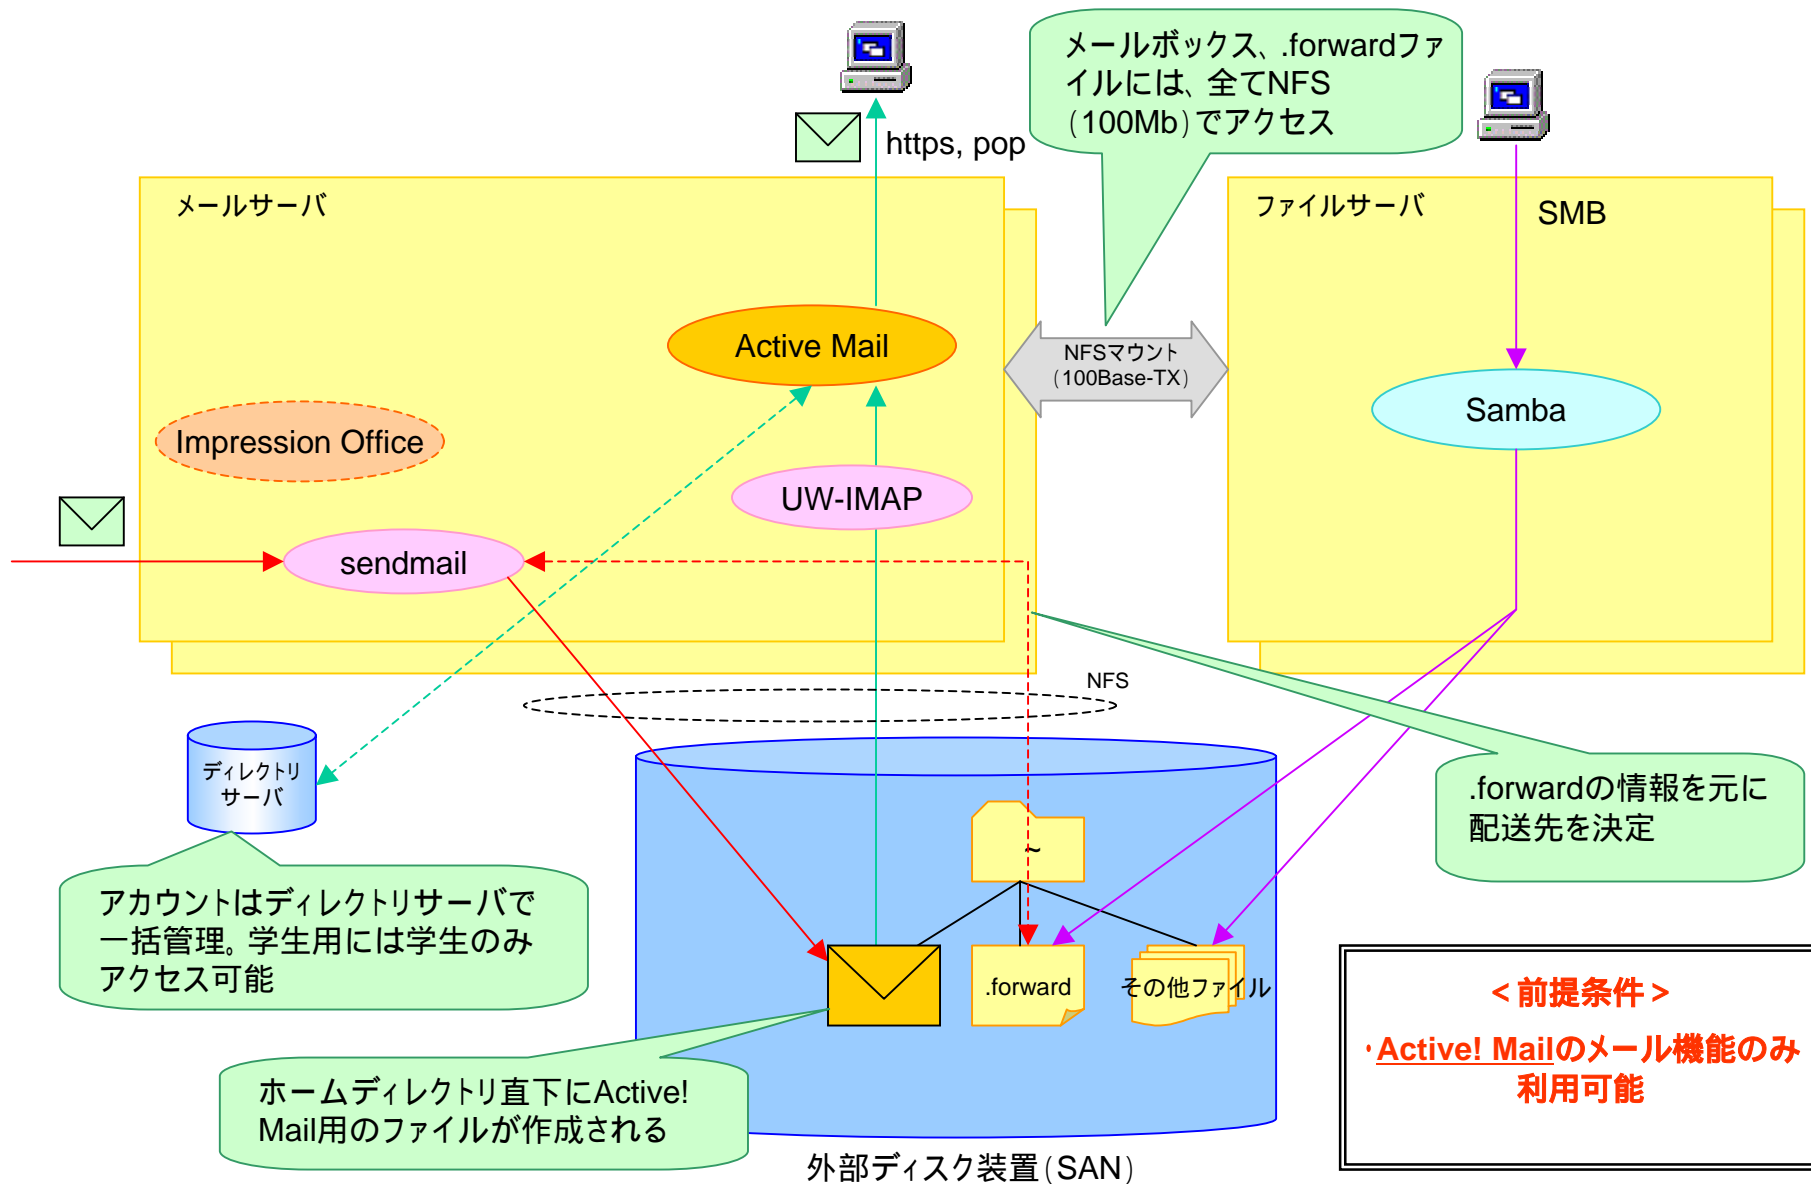 メールボックス、.forwardファ
イルには、全てNFS
(100Mb)でアクセス
https, pop
メールサーバ
ファイルサーバ
SMB
Active Mail
NFSマウント
(100Base-TX)
Samba
Impression Office
UW-IMAP
sendmail
NFS
ディレクトリ
サーバ
.forwardの情報を元に
配送先を決定
~
アカウントはディレクトリサーバで
一括管理。学生用には学生のみ
アクセス可能
.forward
その他ファイル
<前提条件>
・Active! Mailのメール機能のみ
利用可能
ホームディレクトリ直下にActive!
Mail用のファイルが作成される
外部ディスク装置(SAN)